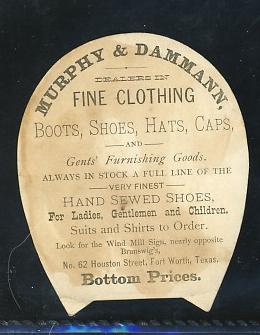 MURPHY & DAMMANN,
DEALERS IN
FINE CLOTHING
BOOTS, SHOES, HATS, CAPS,
AND
Gents' Furnishing Goods.
ALWAYS IN STOCK A FULL LINE OF THE
VERY FINEST
HAND SEWED SHOES,
For Ladies, Gentlemen and Children.
Suits and Shirts to Order.
Look for the Wind Mill Sign, nearly opposite
Brunswig's,
No. 62 Houston Street, Fort Worth, Texas.
Bottom Prices.